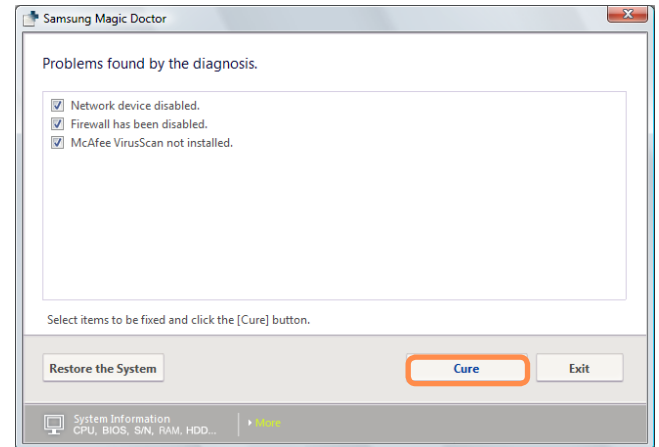 Samsung Magic Doctor
Problems found by the diagnosis.
Network device disabled.
Firewall has been disabled.
McAfee VirusScan not installed.
Select items to be fixed and click the [Cure] button.
Restore the System
Cure
Exit
System Information
CPU, BIOS, S/N, RAM, HDD...
More